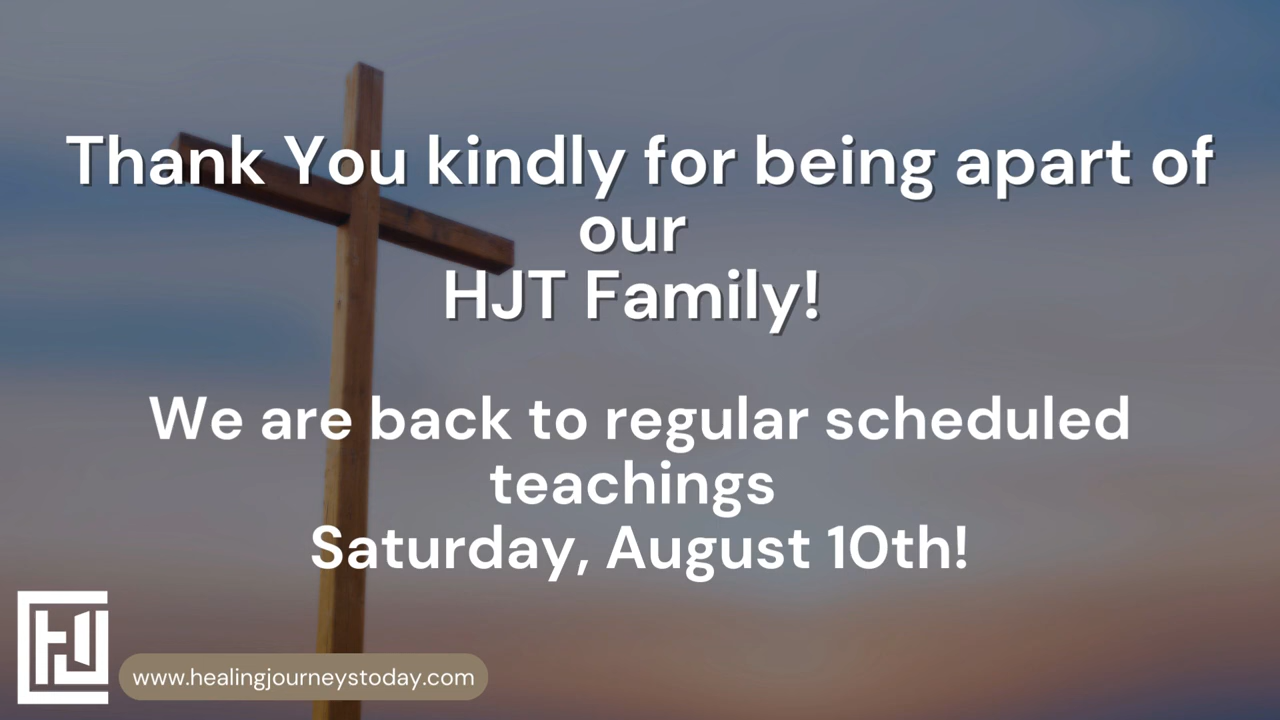 Thank You kindly for being apart of
our
HJT Family!
We are back to regular scheduled
teachings
Saturday, August 10th!
HJT
www.healingjourneystoday.com